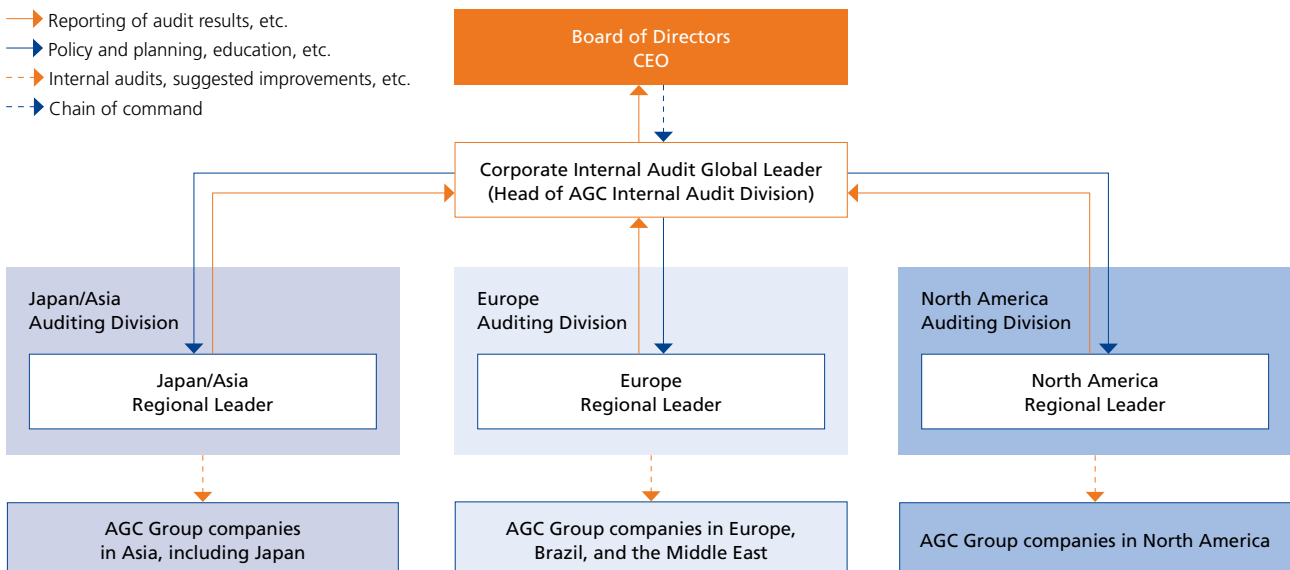 Reporting of audit results, etc.
Policy and planning, education, etc.
Internal audits, suggested improvements, etc.
Chain of command
Board of Directors
CEO
Corporate Internal Audit Global Leader
(Head of AGC Internal Audit Division)
Japan/Asia
Auditing Division
Japan/Asia
Regional Leader
Europe
Auditing Division
Europe
Regional Leader
North America
Auditing Division
North America
Regional Leader
AGC Group companies
in Asia, including Japan
AGC Group companies in Europe,
Brazil, and the Middle East
AGC Group companies in North America